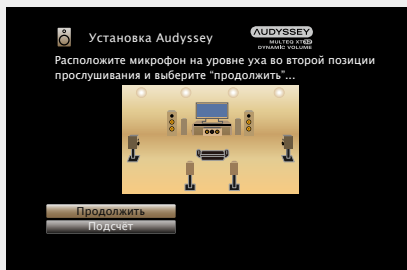 Установка Audyssey
AUDYSSEY
MULTEQ XT32
DYNAMIC VOLUME
Расположите микрофон на уровне уха во второй позиции
прослушивания и выберите “продолжить”...
Продолжить
Подсчёт